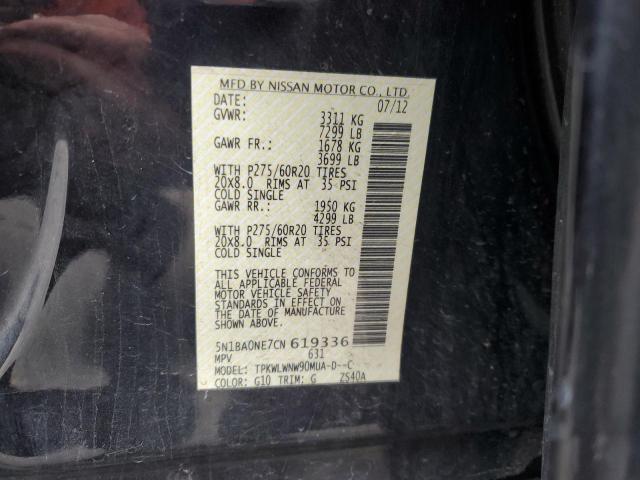 MFD BY NISSAN MOTOR CO., LTD.
DATE: 07/12
GVWR: 3311 KG
7299 LB
GAWR FR.: 1678 KG
3699 LB
WITH P275/60R20 TIRES
20X8.0 RIMS AT 35 PSI
COLD SINGLE
GAWR RR.: 1950 KG
4299 LB
WITH P275/60R20 TIRES
20X8.0 RIMS AT 35 PSI
COLD SINGLE
THIS VEHICLE CONFORMS TO
ALL APPLICABLE FEDERAL
MOTOR VEHICLE SAFETY
STANDARDS IN EFFECT ON
THE DATE OF MANUFACTURE
SHOWN ABOVE.
5N1BA0NE7CN 619336
MPV 631
MODEL: TPKWLWNW90MUA-D--C
COLOR: G10 TRIM: G ZS40A